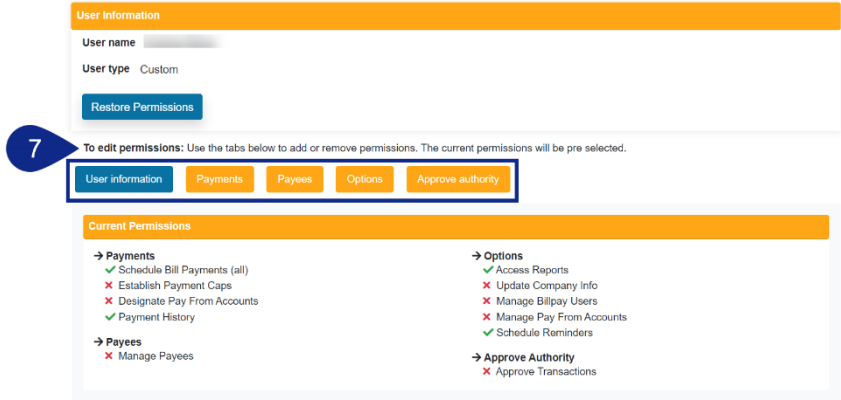 User Information
User name
User type Custom
Restore Permissions
7
To edit permissions: Use the tabs below to add or remove permissions. The current permissions will be pre selected.
User information Payments Payees Options Approve authority
Current Permissions
→ Payments
✓ Schedule Bill Payments (all)
✗ Establish Payment Caps
✗ Designate Pay From Accounts
✓ Payment History
→ Payees
✗ Manage Payees
→ Options
✓ Access Reports
✗ Update Company Info
✗ Manage Billpay Users
✗ Manage Pay From Accounts
✓ Schedule Reminders
→ Approve Authority
✗ Approve Transactions